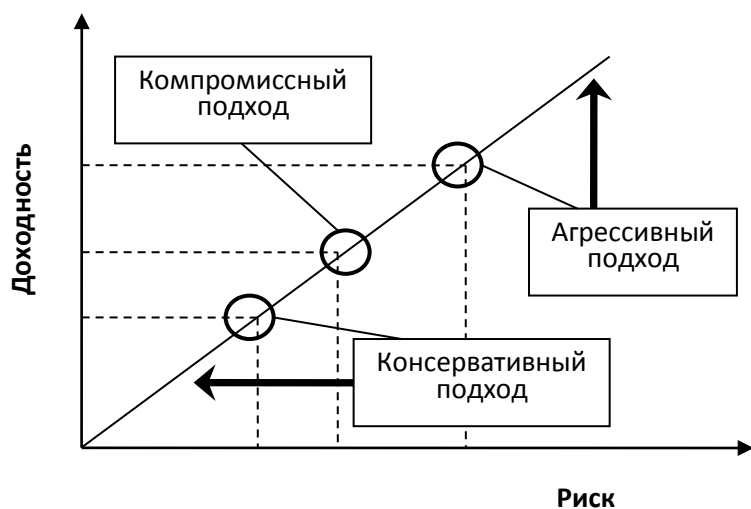 Компромиссный
подход
Доходность
Агрессивный
подход
Консервативный
подход
Риск